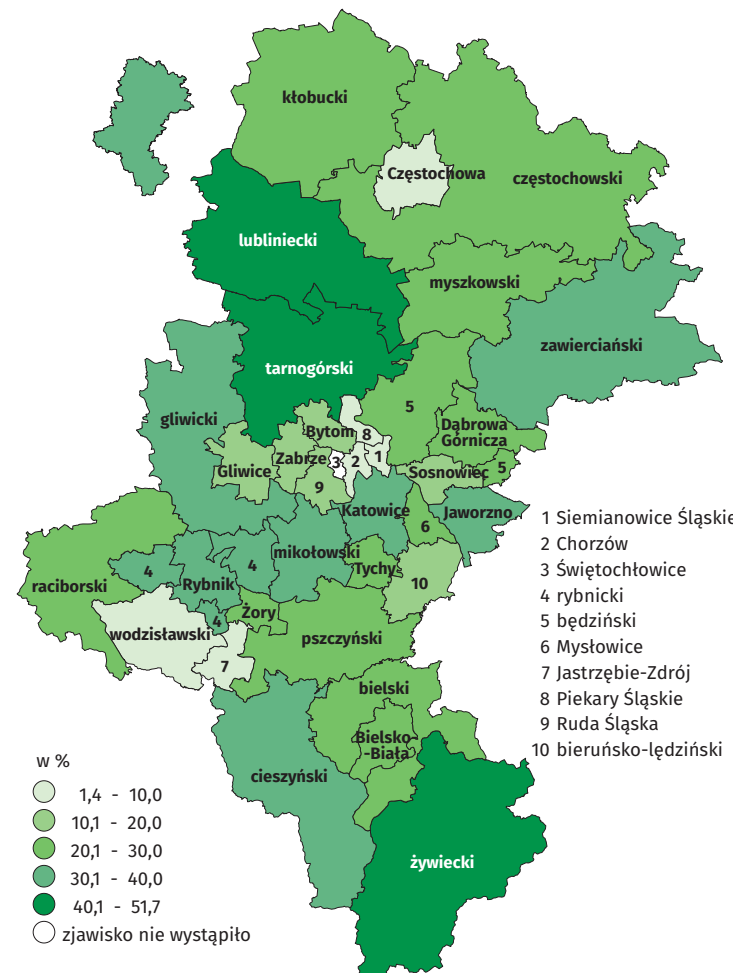 kłobucki
Częstochowa
częstochowski
lubliniecki
myszkowski
zawierciański
tarnogórski
gliwicki
5
Dąbrowa
Górnicza
Bytom
8
Zabrze
3
2
1
Gliwice
9
Sosnowiec
5
Katowice
6
Jaworzno
mikołowski
4
Rybnik
4
Tychy
10
raciborski
4
Żory
wodzisławski
7
pszczyński
bielski
Bielsko-
-Biała
cieszyński
żywiecki
1 Siemianowice Śląskie
2 Chorzów
3 Świętochłowice
4 rybnicki
5 będziński
6 Mysłowice
7 Jastrzębie-Zdrój
8 Piekary Śląskie
9 Ruda Śląska
10 bieruńsko-lędziński
w %
1,4 - 10,0
10,1 - 20,0
20,1 - 30,0
30,1 - 40,0
40,1 - 51,7
zjawisko nie wystąpiło